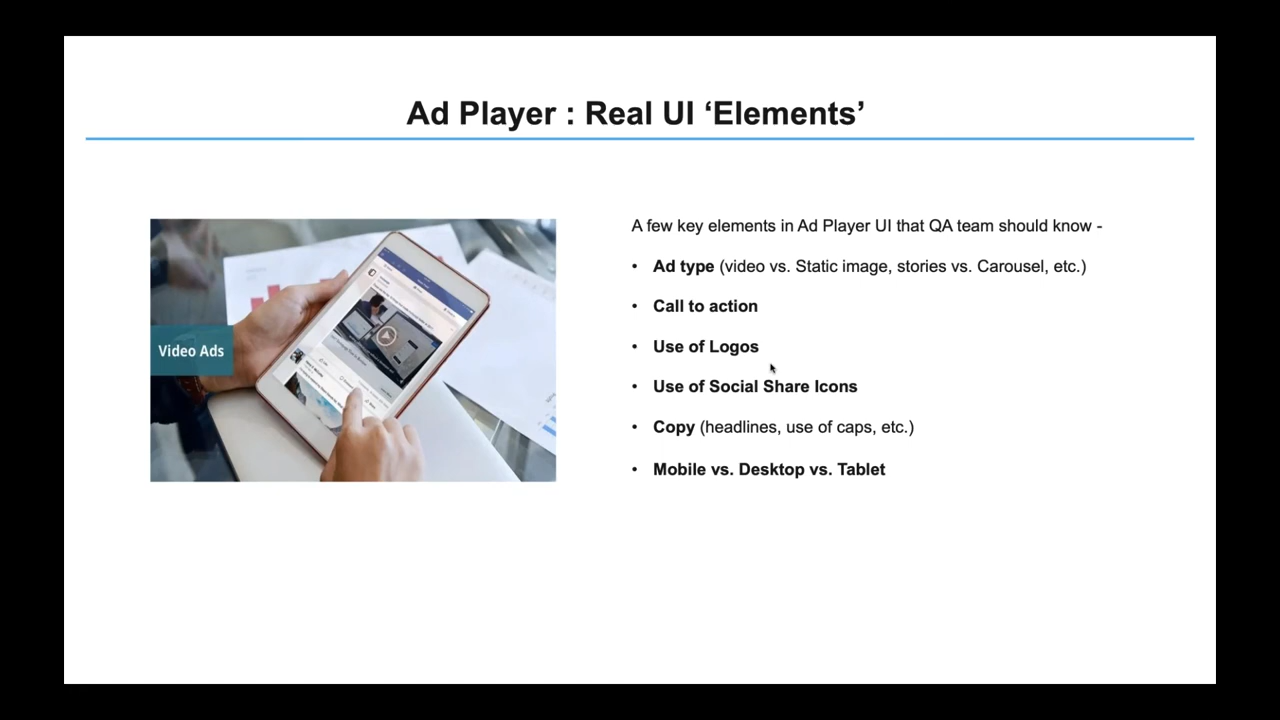 Ad Player : Real UI ‘Elements’
Video Ads
A few key elements in Ad Player UI that QA team should know -
• Ad type (video vs. Static image, stories vs. Carousel, etc.)
• Call to action
• Use of Logos
• Use of Social Share Icons
• Copy (headlines, use of caps, etc.)
• Mobile vs. Desktop vs. Tablet